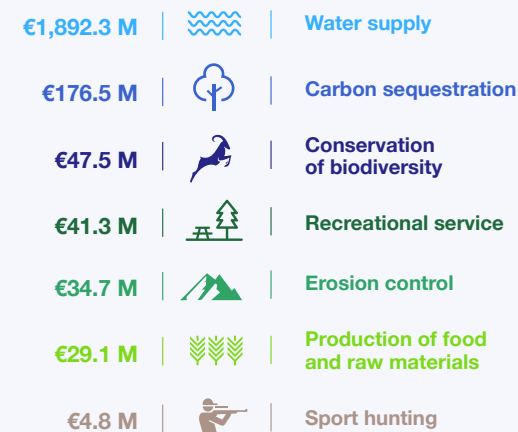 €1,892.3 M Water supply
€176.5 M Carbon sequestration
€47.5 M Conservation
of biodiversity
€41.3 M Recreational service
€34.7 M Erosion control
€29.1 M Production of food
and raw materials
€4.8 M Sport hunting